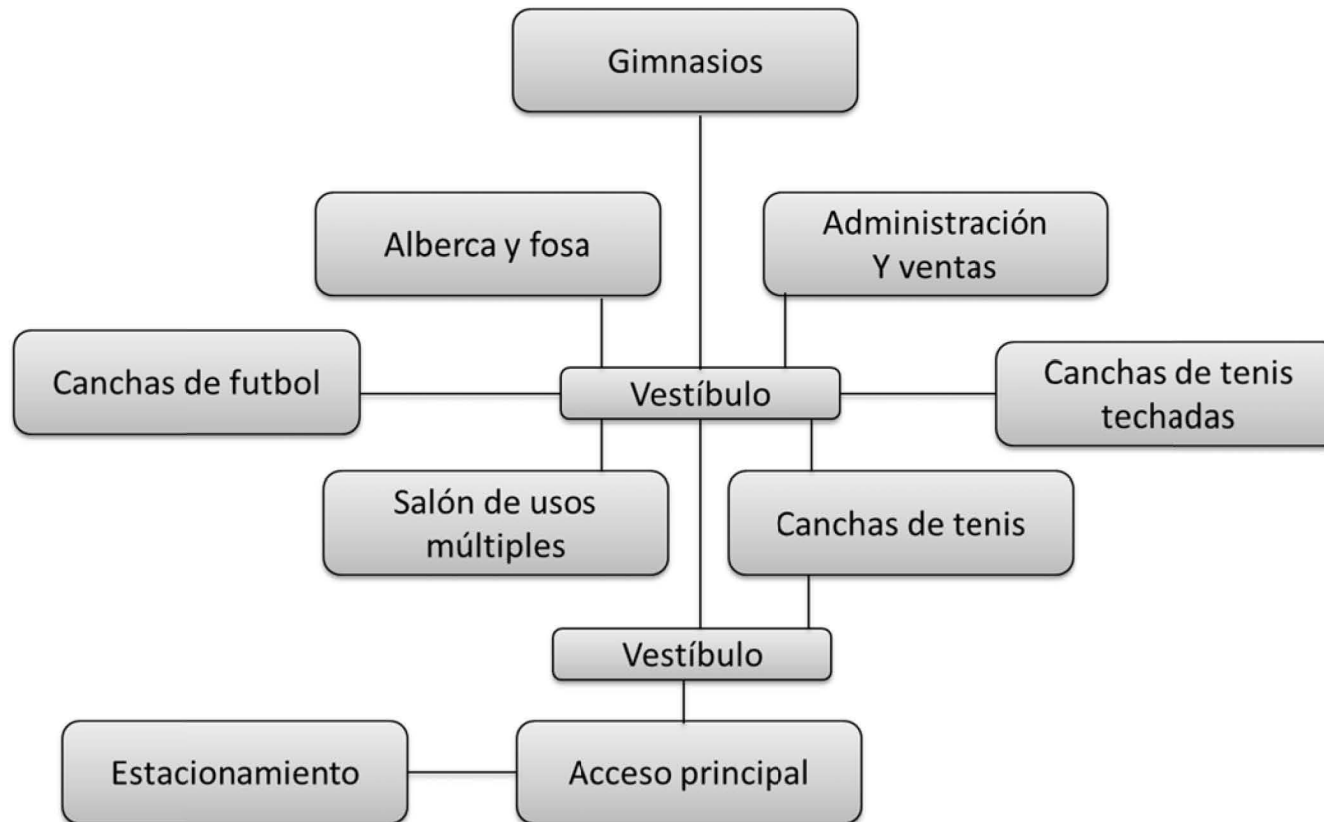 Gimnasios
Alberca y fosa
Administración
Y ventas
Canchas de futbol
Vestíbulo
Canchas de tenis
techadas
Salón de usos
múltiples
Canchas de tenis
Vestíbulo
Estacionamiento
Acceso principal